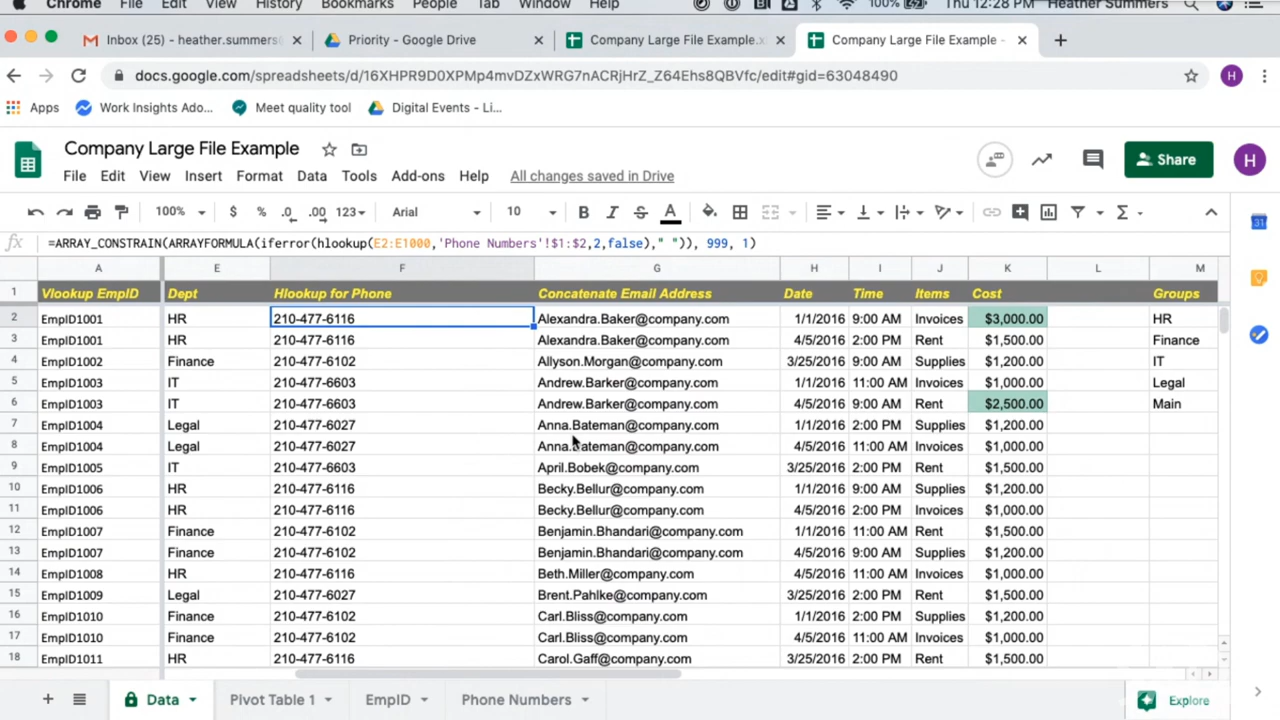 Chrome File Edit View History Bookmarks People Tab Window Help 100% Thu 12:28 PM Heather Summers
Inbox (25) - heather.summers@ Priority - Google Drive Company Large File Example.x Company Large File Example -
docs.google.com/spreadsheets/d/16XHPR9D0XPMp4mvDZxWRG7nACRjHrZ_Z64Ehs8QBVfc/edit#gid=63048490 H
Apps Work Insights Ado... Meet quality tool Digital Events - Li...
Company Large File Example
Share H
File Edit View Insert Format Data Tools Add-ons Help All changes saved in Drive
100% $ % .0 .00 123 Arial 10 B I S A
fx =ARRAY_CONSTRAIN(ARRAYFORMULA(iferror(hlookup(E2:E1000,'Phone Numbers'!$1:$2,2,false)," ")), 999, 1)
A E F G H I J K L M
1 Vlookup EmpID Dept Hlookup for Phone Concatenate Email Address Date Time Items Cost Groups
2 EmpID1001 HR 210-477-6116 Alexandra.Baker@company.com 1/1/2016 9:00 AM Invoices $3,000.00 HR
3 EmpID1001 HR 210-477-6116 Alexandra.Baker@company.com 4/5/2016 2:00 PM Rent $1,500.00 Finance
4 EmpID1002 Finance 210-477-6102 Allyson.Morgan@company.com 3/25/2016 9:00 AM Supplies $1,200.00 IT
5 EmpID1003 IT 210-477-6603 Andrew.Barker@company.com 1/1/2016 11:00 AM Invoices $1,000.00 Legal
6 EmpID1003 IT 210-477-6603 Andrew.Barker@company.com 4/5/2016 9:00 AM Rent $2,500.00 Main
7 EmpID1004 Legal 210-477-6027 Anna.Bateman@company.com 1/1/2016 2:00 PM Supplies $1,200.00
8 EmpID1004 Legal 210-477-6027 Anna.Bateman@company.com 4/5/2016 11:00 AM Invoices $1,000.00
9 EmpID1005 IT 210-477-6603 April.Bobek@company.com 3/25/2016 2:00 PM Rent $1,500.00
10 EmpID1006 HR 210-477-6116 Becky.Bellur@company.com 1/1/2016 9:00 AM Supplies $1,200.00
11 EmpID1006 HR 210-477-6116 Becky.Bellur@company.com 4/5/2016 2:00 PM Invoices $1,000.00
12 EmpID1007 Finance 210-477-6102 Benjamin.Bhandari@company.com 1/1/2016 11:00 AM Rent $1,500.00
13 EmpID1007 Finance 210-477-6102 Benjamin.Bhandari@company.com 4/5/2016 9:00 AM Supplies $1,200.00
14 EmpID1008 HR 210-477-6116 Beth.Miller@company.com 4/5/2016 11:00 AM Invoices $1,000.00
15 EmpID1009 Legal 210-477-6027 Brent.Pahlke@company.com 3/25/2016 2:00 PM Rent $1,500.00
16 EmpID1010 Finance 210-477-6102 Carl.Bliss@company.com 1/1/2016 2:00 PM Supplies $1,200.00
17 EmpID1010 Finance 210-477-6102 Carl.Bliss@company.com 4/5/2016 11:00 AM Invoices $1,000.00
18 EmpID1011 HR 210-477-6116 Carol.Gaff@company.com 3/25/2016 2:00 PM Rent $1,500.00
Data Pivot Table 1 EmpID Phone Numbers Explore